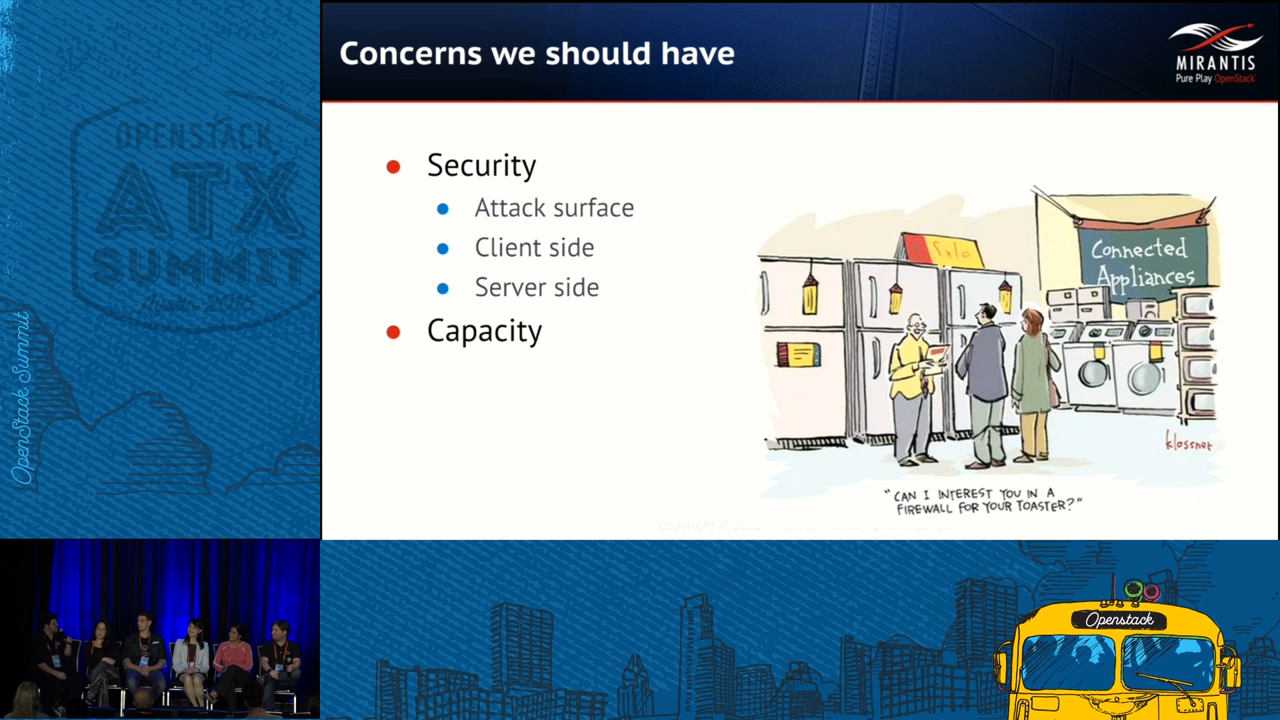 Concerns we should have
MIRANTIS
Pure Play OpenStack
OPENSTACK
ATX
SUMMIT
Austin
OpenStack Summit
Security
Attack surface
Client side
Server side
Capacity
Sale
Connected
Appliances
klossner
"CAN I INTEREST YOU IN A
FIREWALL FOR YOUR TOASTER?"
Copyright ©
Openstack